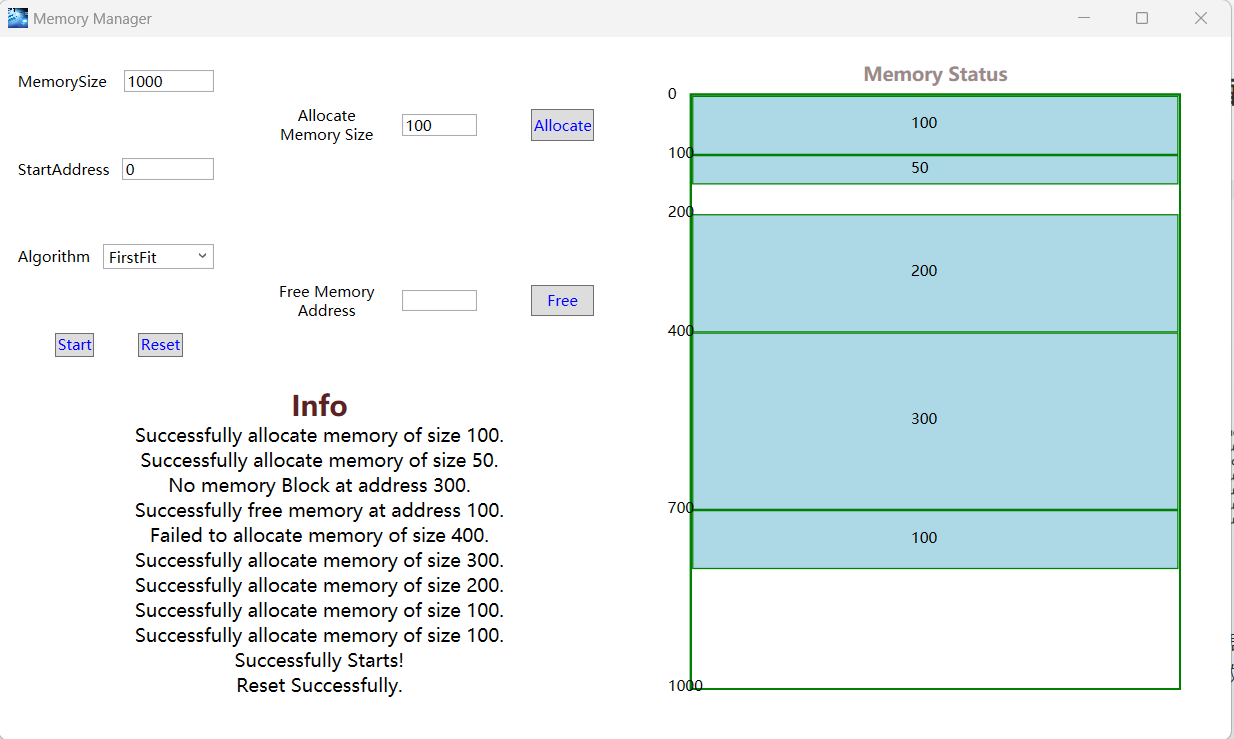 Memory Manager
MemorySize 1000
Allocate
Memory Size 100 Allocate
StartAddress 0
Algorithm FirstFit
Free Memory
Address Free
Start Reset
Info
Successfully allocate memory of size 100.
Successfully allocate memory of size 50.
No memory Block at address 300.
Successfully free memory at address 100.
Failed to allocate memory of size 400.
Successfully allocate memory of size 300.
Successfully allocate memory of size 200.
Successfully allocate memory of size 100.
Successfully allocate memory of size 100.
Successfully Starts!
Reset Successfully.
Memory Status
0
100
100
50
200
200
400
300
700
100
1000